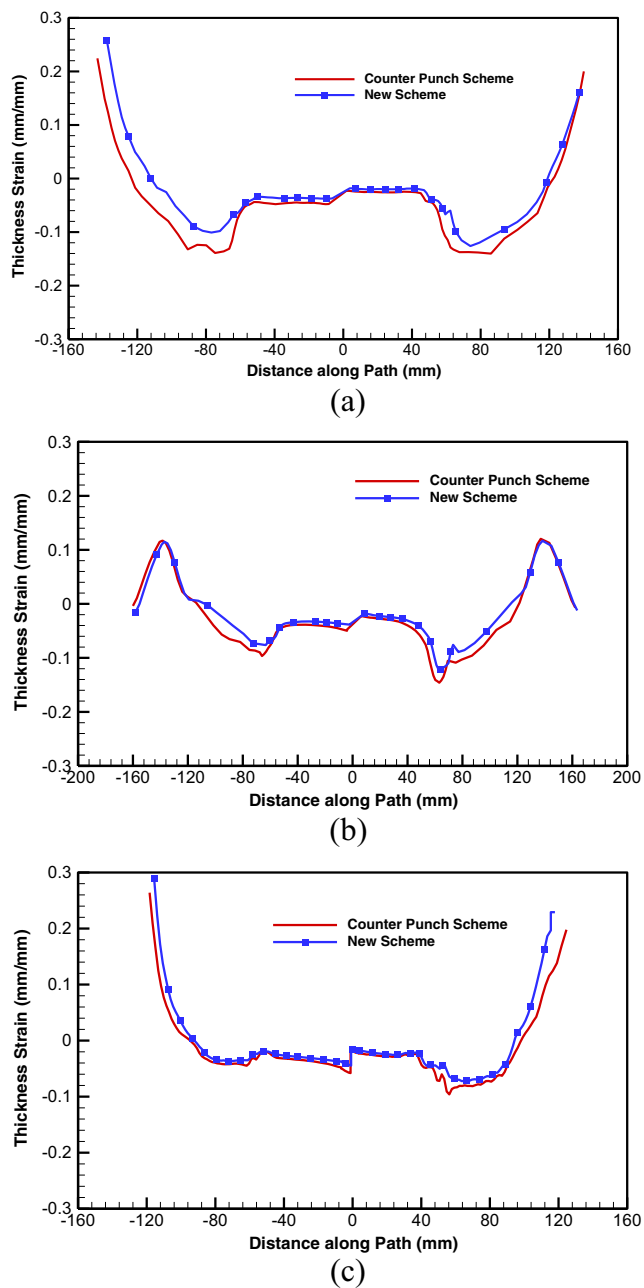 0.3
0.2
0.1
0
-0.1
-0.2
-0.3
Thickness Strain (mm/mm)
Counter Punch Scheme
New Scheme
-160 -120 -80 -40 0 40 80 120 160
Distance along Path (mm)
(a)
0.3
0.2
0.1
0
-0.1
-0.2
-0.3
Thickness Strain (mm/mm)
Counter Punch Scheme
New Scheme
-200 -160 -120 -80 -40 0 40 80 120 160 200
Distance along Path (mm)
(b)
0.3
0.2
0.1
0
-0.1
-0.2
-0.3
Thickness Strain (mm/mm)
Counter Punch Scheme
New Scheme
-160 -120 -80 -40 0 40 80 120 160
Distance along Path (mm)
(c)